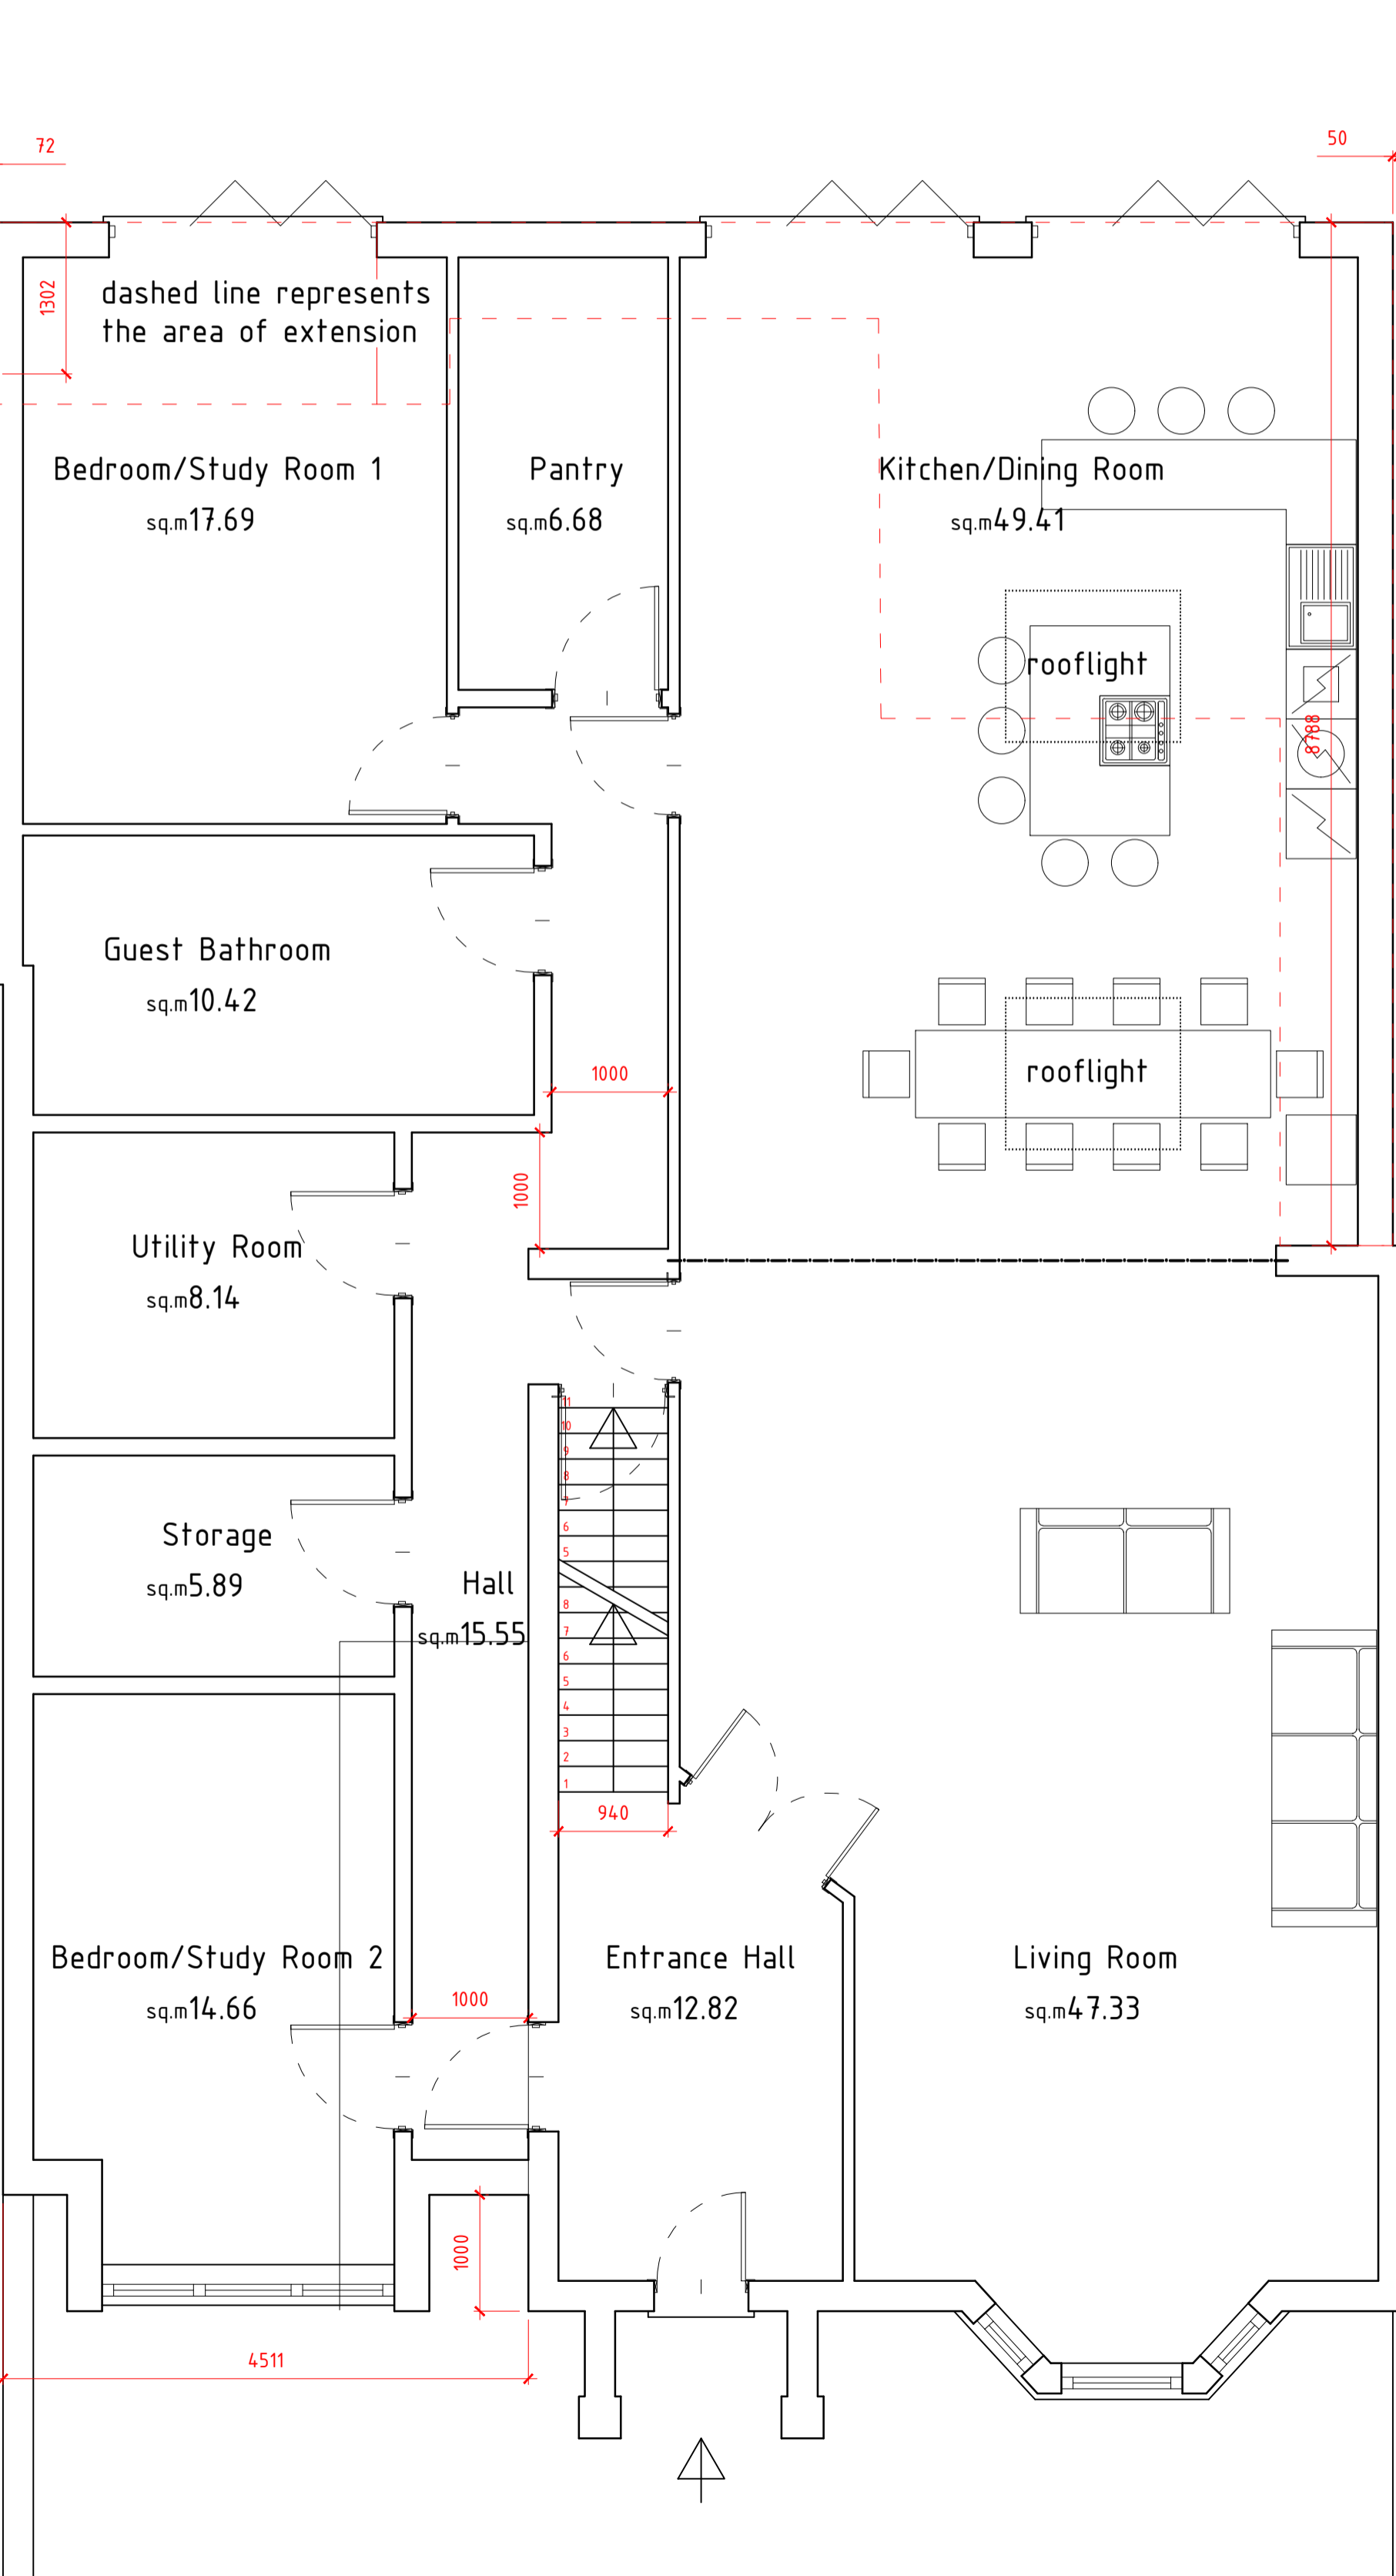 72
50
1302
dashed line represents
the area of extension
Bedroom/Study Room 1
sq.m17.69
Pantry
sq.m6.68
Kitchen/Dining Room
sq.m49.41
rooflight
8788
Guest Bathroom
sq.m10.42
1000
rooflight
1000
Utility Room
sq.m8.14
11
10
9
8
7
6
5
Storage
sq.m5.89
Hall
sq.m15.55
8
7
6
5
4
3
2
1
940
Bedroom/Study Room 2
sq.m14.66
1000
Entrance Hall
sq.m12.82
Living Room
sq.m47.33
1000
4511